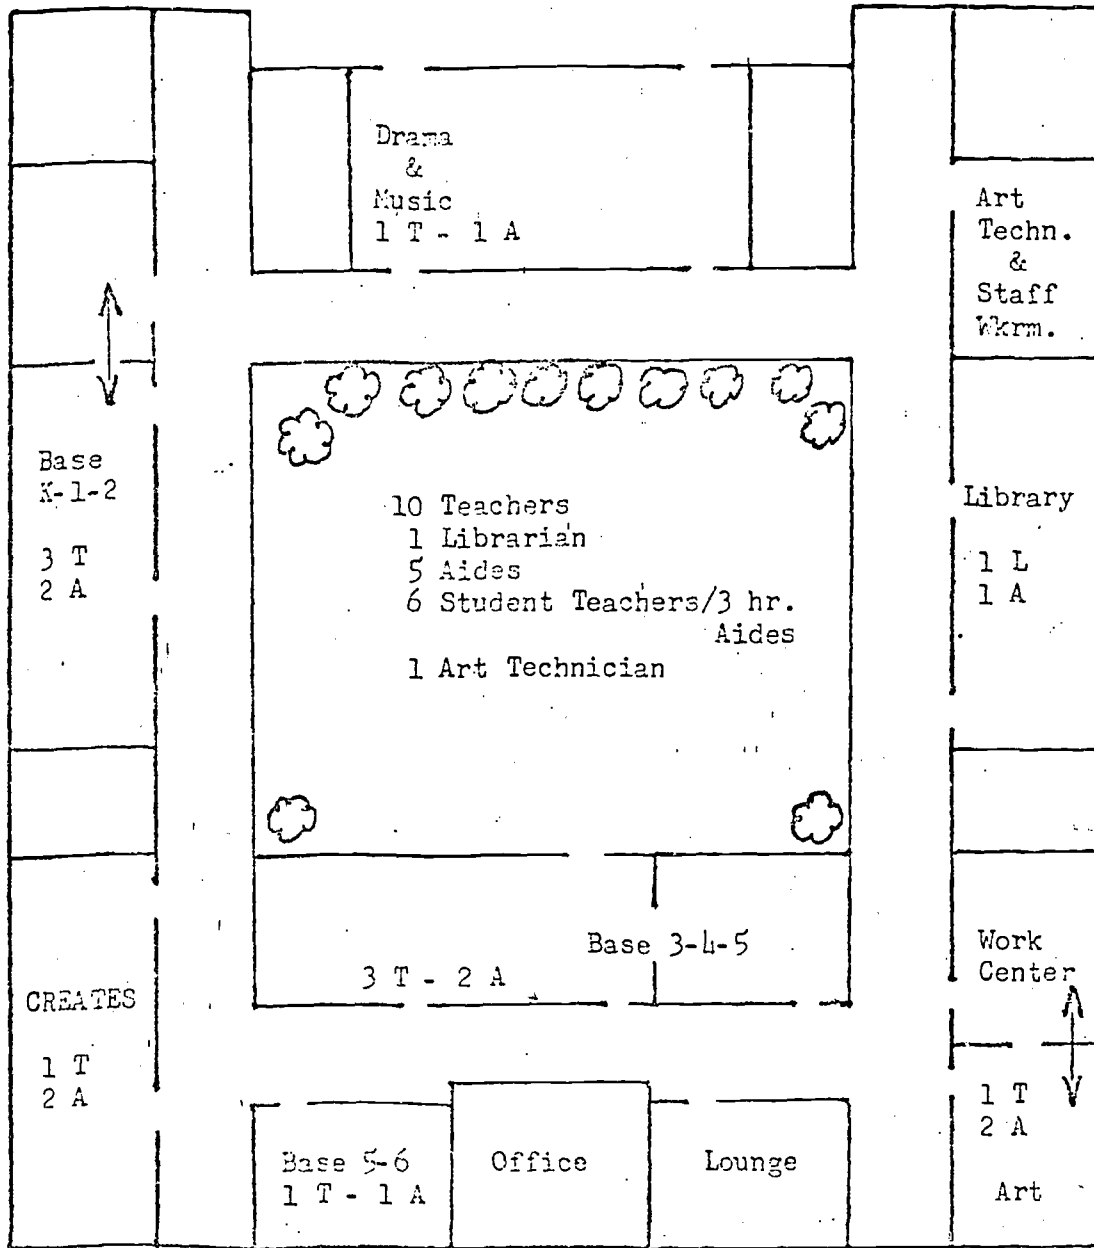 Drama
&
Music
1 T - 1 A
Art
Techn.
&
Staff
Wkrm.
Base
K-1-2
3 T
2 A
10 Teachers
1 Librarian
5 Aides
6 Student Teachers/3 hr.
Aides
1 Art Technician
Library
1 L
1 A
Base 3-4-5
3 T - 2 A
Work
Center
CREATES
1 T
2 A
1 T
2 A
Art
Base 5-6
1 T - 1 A
Office
Lounge